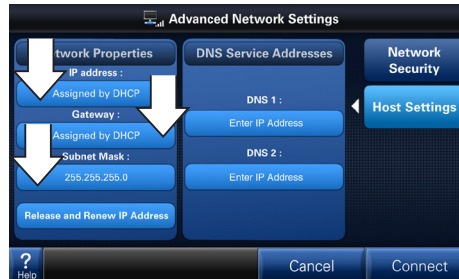 Advanced Network Settings
twork Properties
IP address :
Assigned by DHCP
Gateway :
Assigned by DHCP
Subnet Mask :
255.255.255.0
Release and Renew IP Address
DNS Service Addresses
DNS 1 :
Enter IP Address
DNS 2 :
Enter IP Address
Network
Security
Host Settings
?
Help
Cancel
Connect